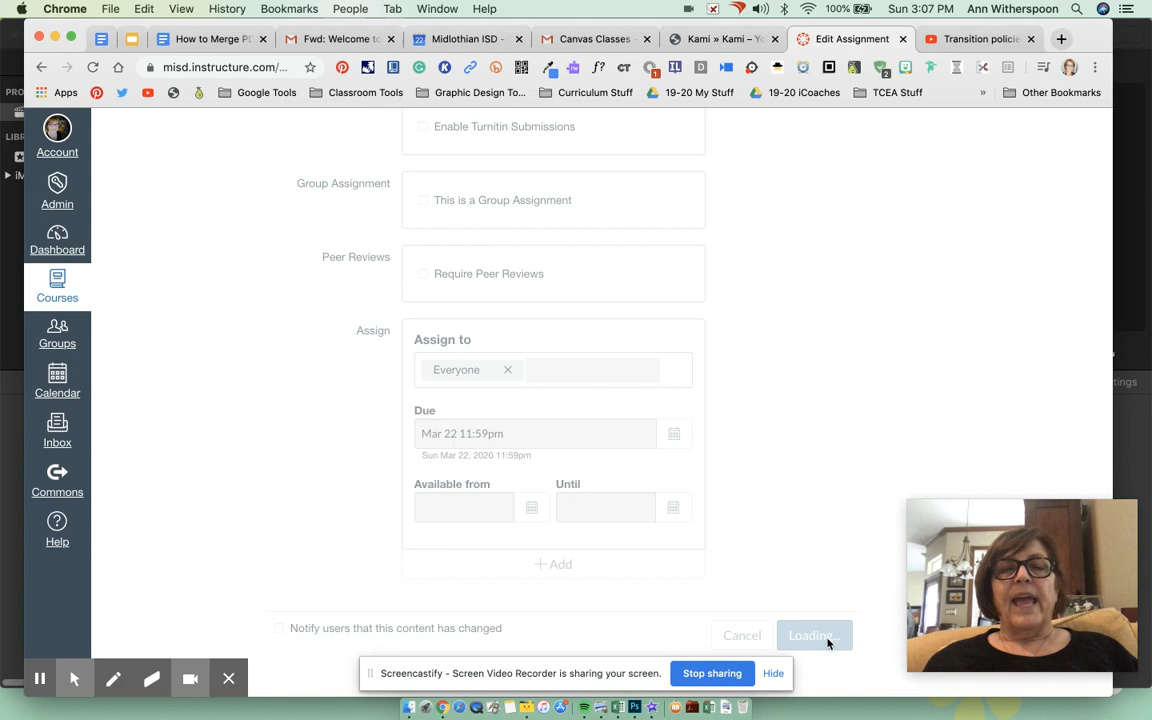 Chrome File Edit View History Bookmarks People Tab Window Help 100% Sun 3:07 PM Ann Witherspoon
How to Merge PD Fwd: Welcome to Midlothian ISD - Canvas Classes - Kami » Kami – Yo Edit Assignment Transition policie
misd.instructure.com/...
Apps Google Tools Classroom Tools Graphic Design To... Curriculum Stuff 19-20 My Stuff 19-20 iCoaches TCEA Stuff » Other Bookmarks
Account
Admin
Dashboard
Courses
Groups
Calendar
Inbox
Commons
Help
Enable Turnitin Submissions
Group Assignment
This is a Group Assignment
Peer Reviews
Require Peer Reviews
Assign
Assign to
Everyone
Due
Mar 22 11:59pm
Sun Mar 22, 2020 11:59pm
Available from Until
+ Add
Notify users that this content has changed
Cancel Loading...
Screencastify - Screen Video Recorder is sharing your screen. Stop sharing Hide